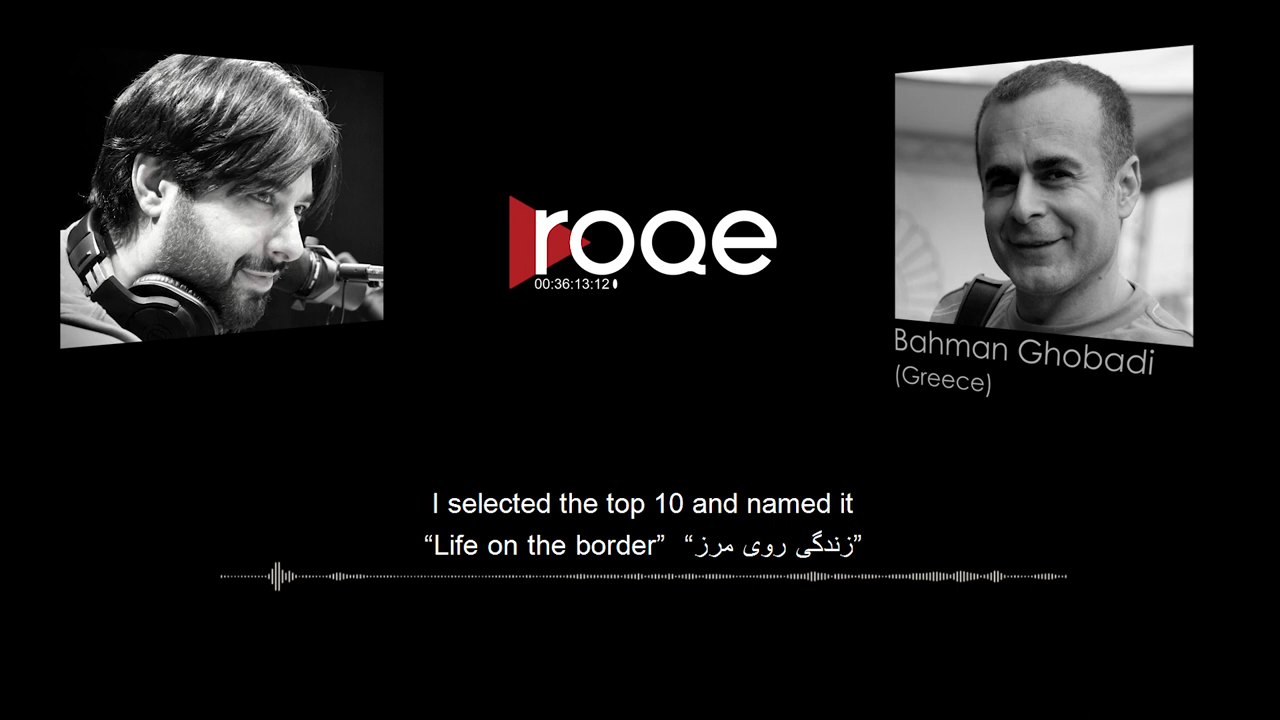 roqe
00:36:13:12
Bahman Ghobadi
(Greece)
I selected the top 10 and named it
“Life on the border” “زندگی روی مرز”